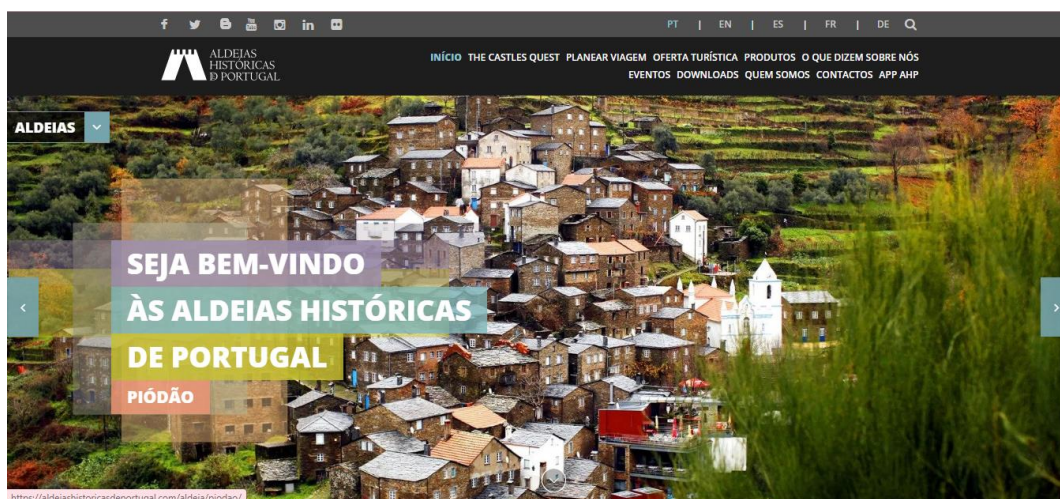 PT | EN | ES | FR | DE
ALDEIAS
HISTÓRICAS
D PORTUGAL
INÍCIO THE CASTLES QUEST PLANEAR VIAGEM OFERTA TURÍSTICA PRODUTOS O QUE DIZEM SOBRE NÓS
EVENTOS DOWNLOADS QUEM SOMOS CONTACTOS APP AHP
ALDEIAS
SEJA BEM-VINDO
ÀS ALDEIAS HISTÓRICAS
DE PORTUGAL
PIÓDÃO
https://aldeiashistoricasdeportugal.com/aldeia/piodao/